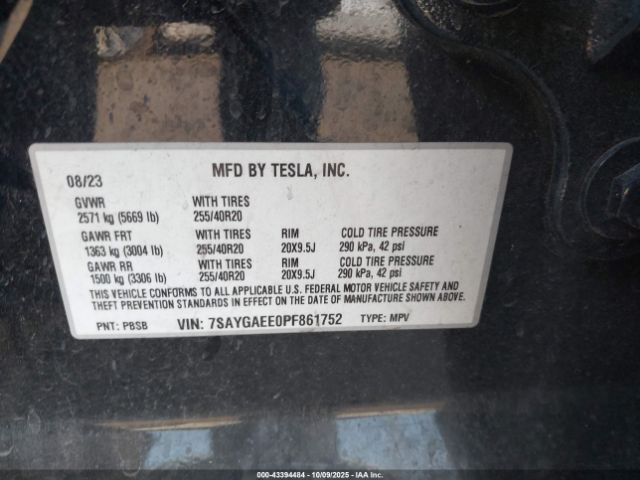 MFD BY TESLA, INC.
08/23
GVWR WITH TIRES
2571 kg (5669 lb) 255/40R20
GAWR FRT WITH TIRES RIM COLD TIRE PRESSURE
1363 kg (3004 lb) 255/40R20 20X9.5J 290 kPa, 42 psi
GAWR RR WITH TIRES RIM COLD TIRE PRESSURE
1500 kg (3306 lb) 255/40R20 20X9.5J 290 kPa, 42 psi
THIS VEHICLE CONFORMS TO ALL APPLICABLE U.S. FEDERAL MOTOR VEHICLE SAFETY AND
THEFT PREVENTION STANDARDS IN EFFECT ON THE DATE OF MANUFACTURE SHOWN ABOVE.
PNT: PBSB VIN: 7SAYGAEE0PF861752 TYPE: MPV
000-43394484 | 10/09/2025 | IAAI.COM